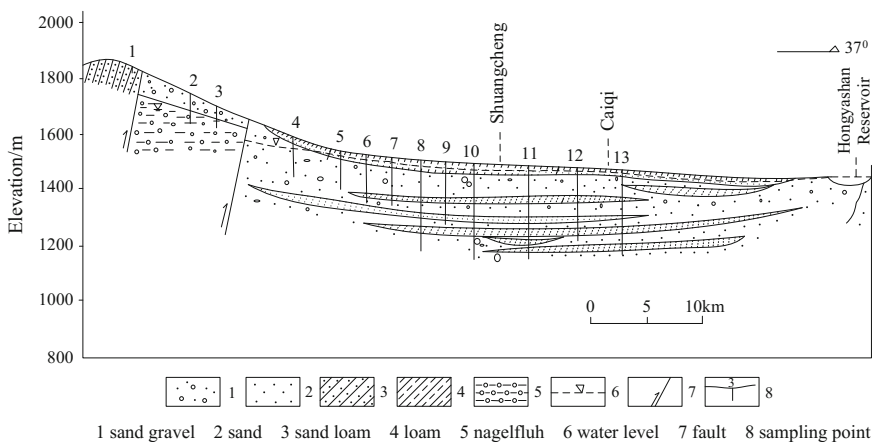 2000
1800
1600
1400
1200
1000
800
Elevation/m
1
2
3
4
5
6
7
8
9
10
11
12
13
Shuangcheng
Caiqi
37⁰
Hongyashan
Reservoir
0 5 10km
1 2 3 4 5 6 7 3 8
1 sand gravel 2 sand 3 sand loam 4 loam 5 nagelfluh 6 water level 7 fault 8 sampling point